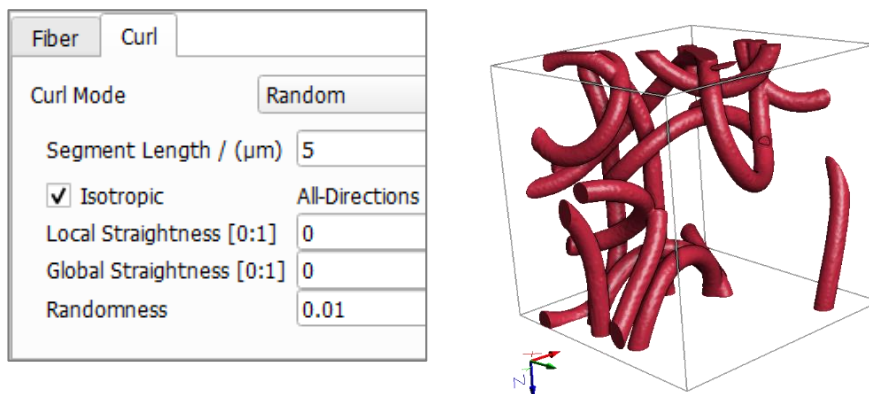 Fiber Curl
Curl Mode Random
Segment Length / (µm) 5
Isotropic All-Directions
Local Straightness [0:1] 0
Global Straightness [0:1] 0
Randomness 0.01
Z